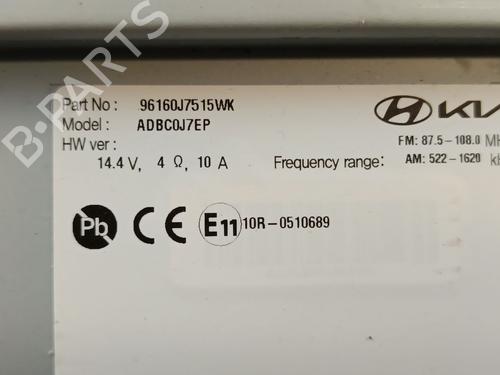 B-PARTS
Part No : 96160J7515WK
Model : ADBC0J7EP
HW ver :
14.4 V, 4 Ω, 10 A
Frequency range:
FM: 87.5-108.0
AM: 522-1620
Pb CE E11 10R-0510689